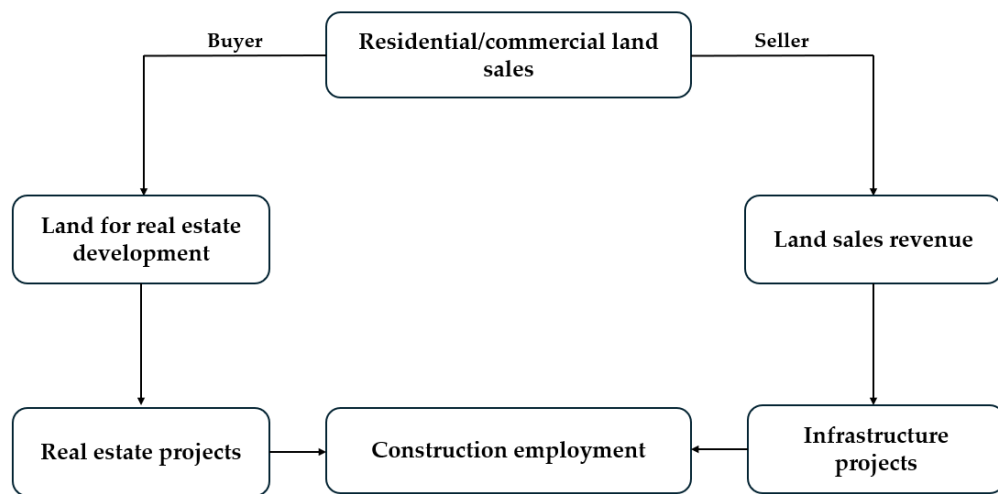 Buyer
Residential/commercial land
sales
Seller
Land for real estate
development
Land sales revenue
Real estate projects
Construction employment
Infrastructure
projects